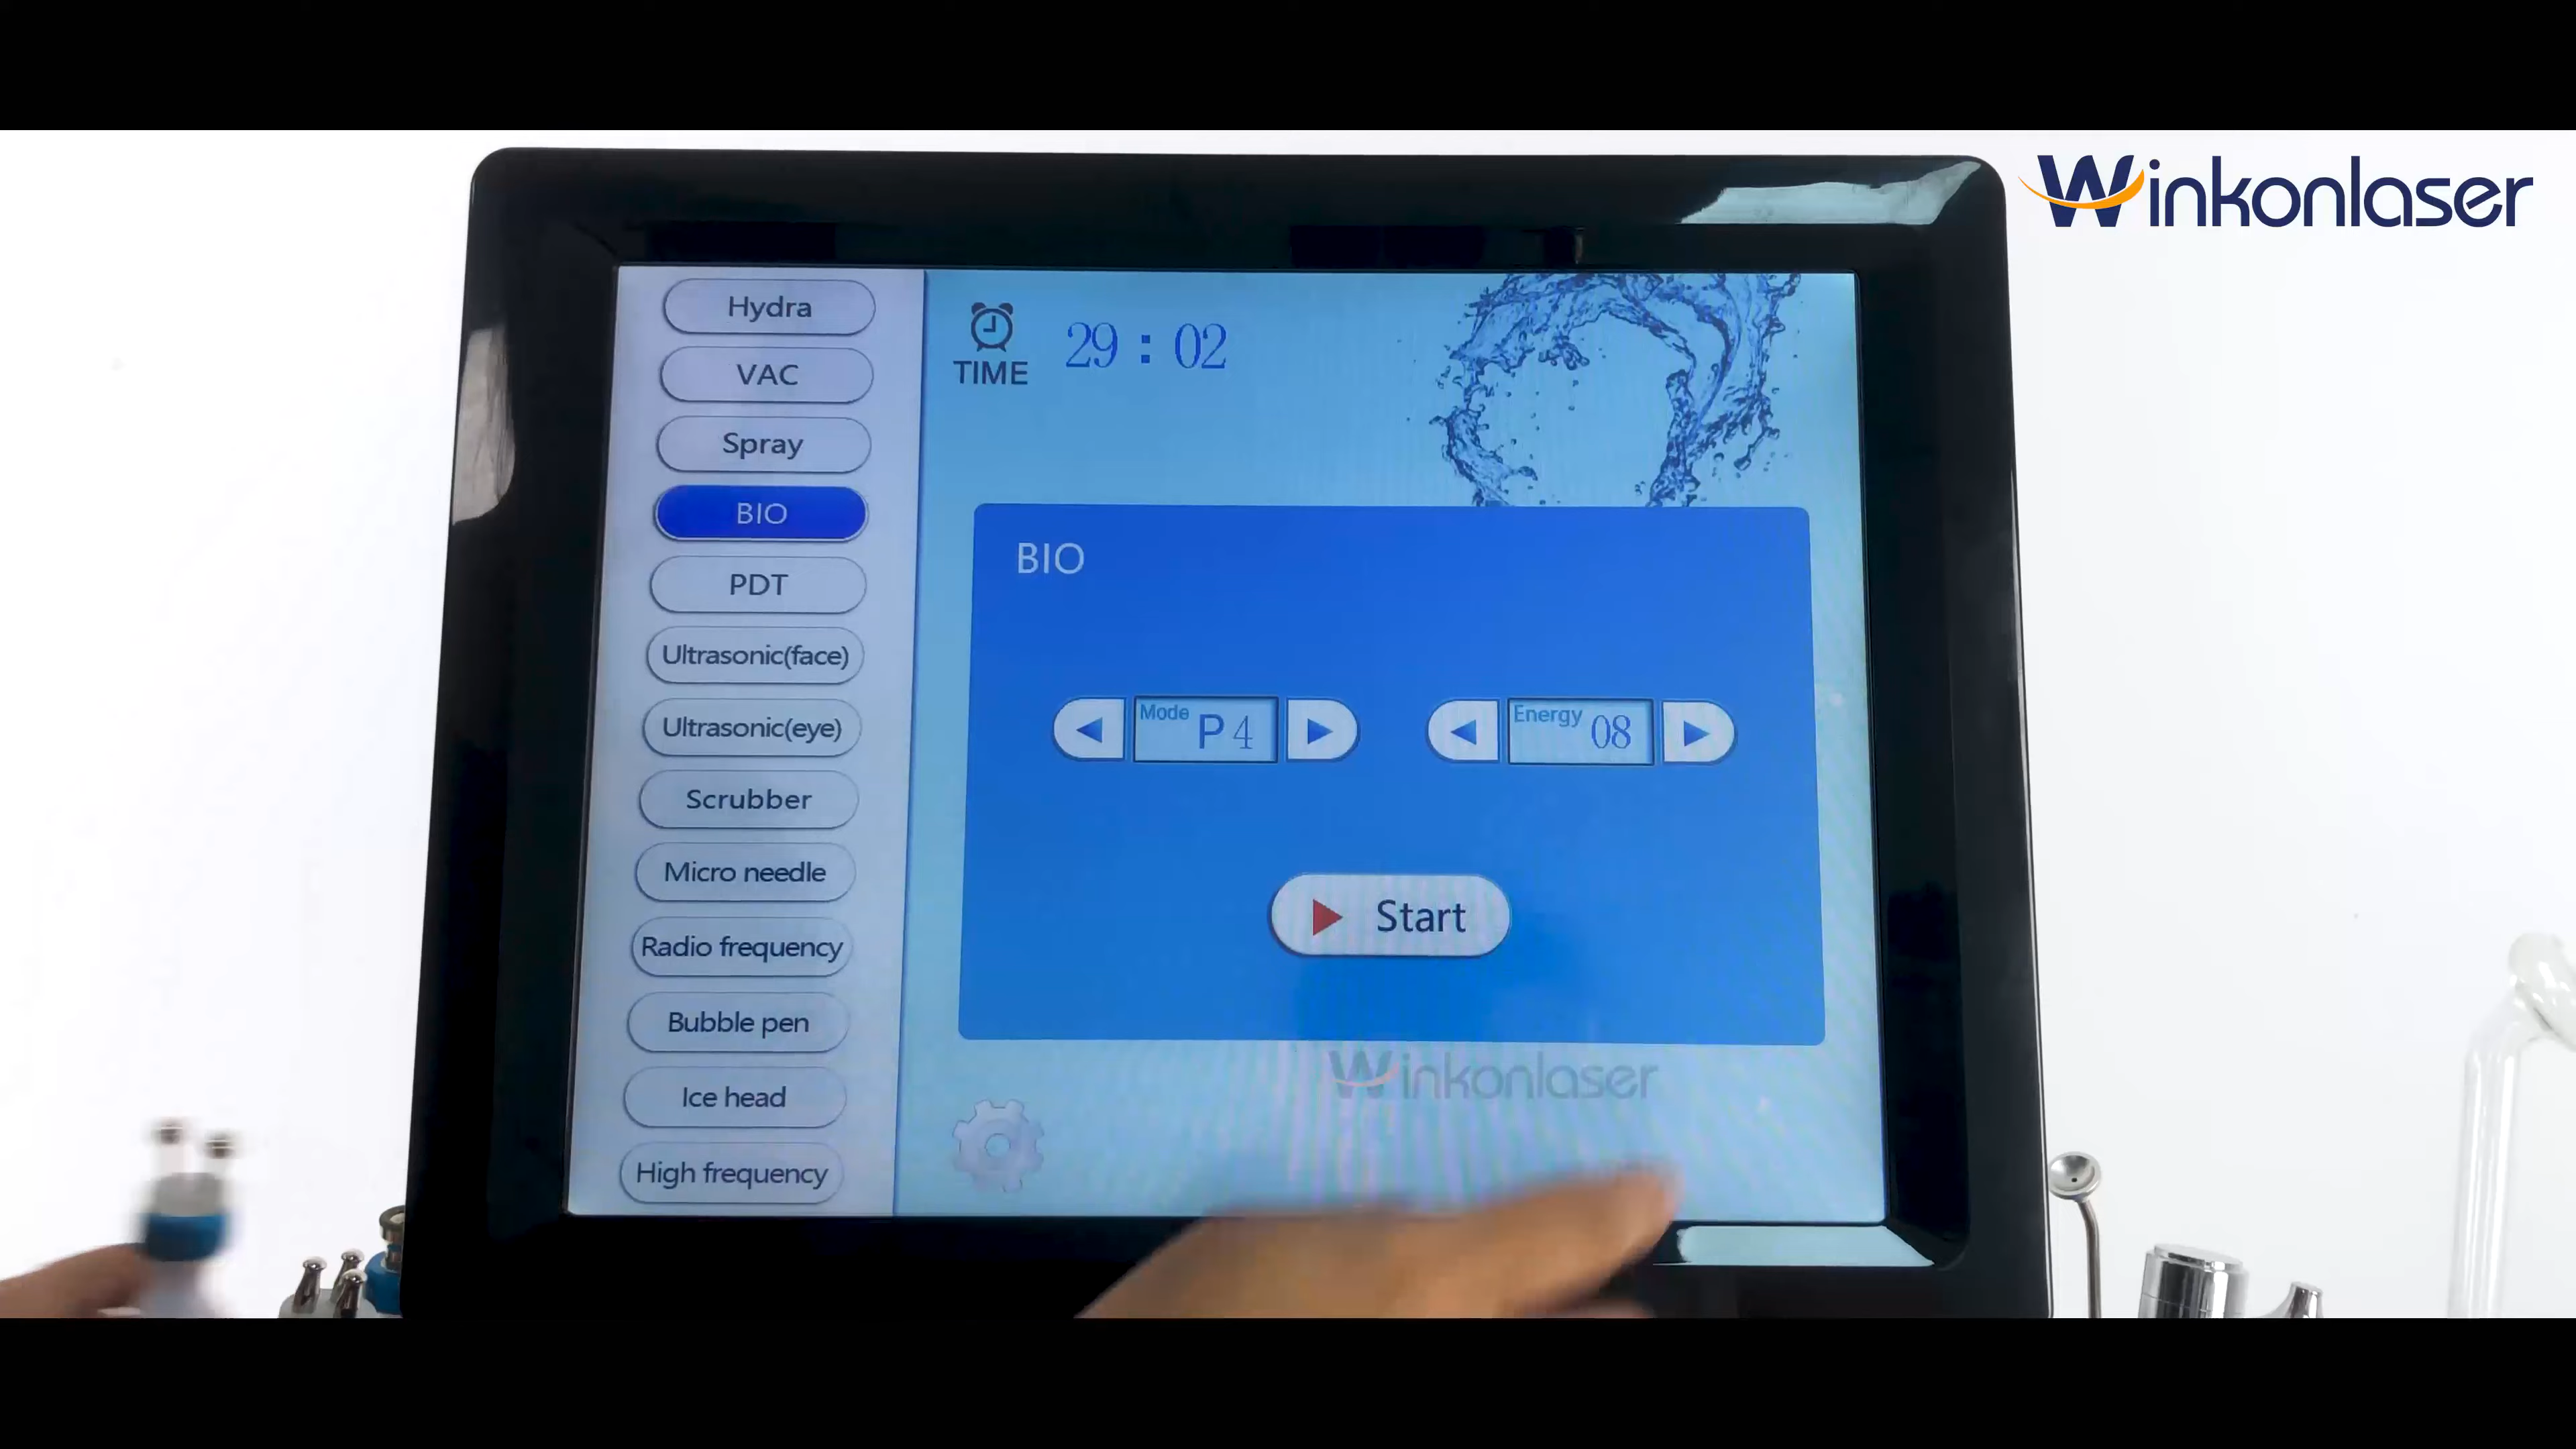 Winkonlaser
Hydra
VAC
Spray
BIO
PDT
Ultrasonic(face)
Ultrasonic(eye)
Scrubber
Micro needle
Radio frequency
Bubble pen
Ice head
High frequency
TIME 29 : 02
BIO
Mode P4
Energy 08
Start
Winkonlaser